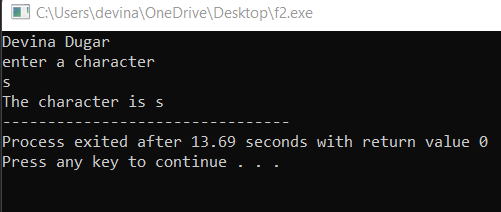 C:\Users\devina\OneDrive\Desktop\f2.exe
Devina Dugar
enter a character
s
The character is s
--------------------------------
Process exited after 13.69 seconds with return value 0
Press any key to continue . . .